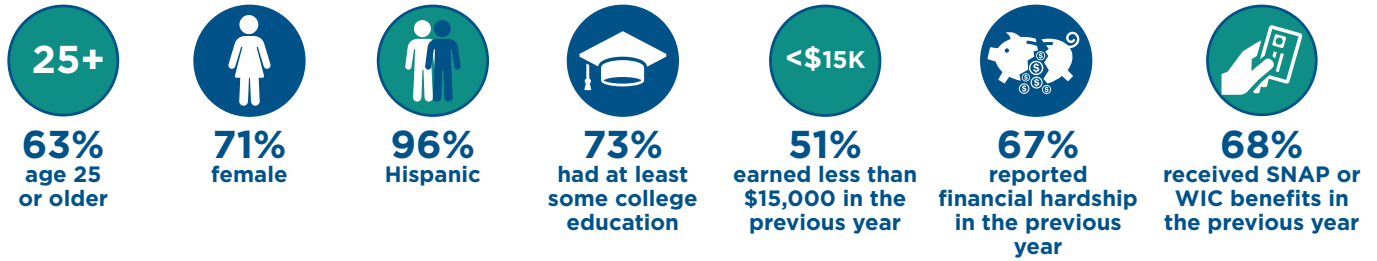 25+
63%
age 25
or older
71%
female
96%
Hispanic
73%
had at least
some college
education
<$15K
51%
earned less than
$15,000 in the
previous year
$
$
$
$
$
$
67%
reported
financial hardship
in the previous
year
68%
received SNAP or
WIC benefits in
the previous year